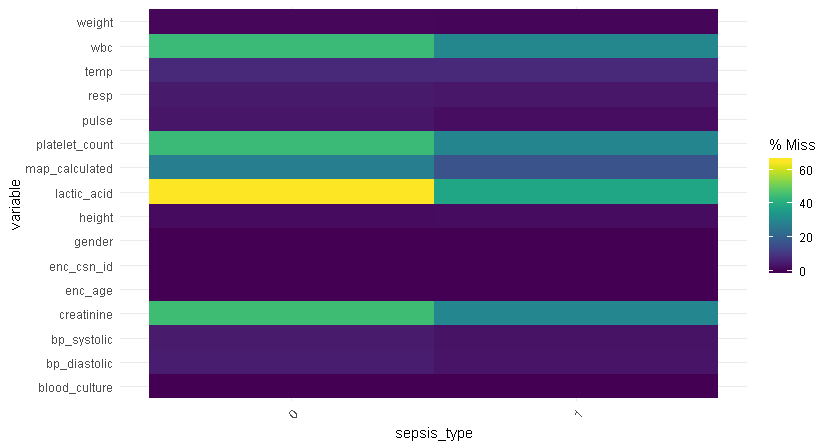 weight
wbc
temp
resp
pulse
platelet_count
map_calculated
lactic_acid
height
gender
enc_csn_id
enc_age
creatinine
bp_systolic
bp_diastolic
blood_culture
variable
0
1
sepsis_type
% Miss
60
40
20
0